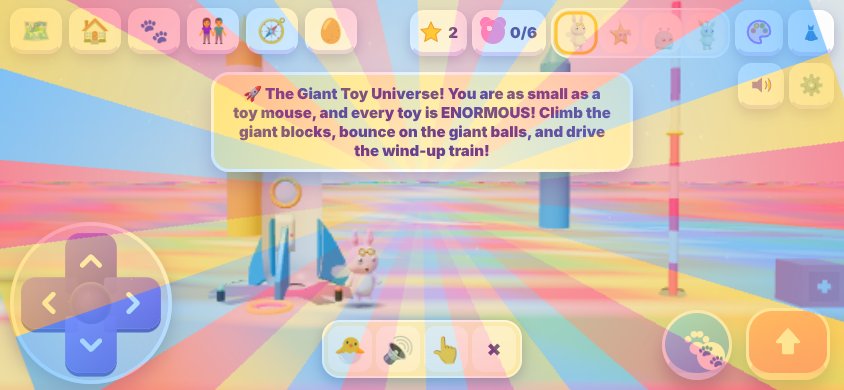 2
0/6
🚀 The Giant Toy Universe! You are as small as a
toy mouse, and every toy is ENORMOUS! Climb the
giant blocks, bounce on the giant balls, and drive
the wind-up train!